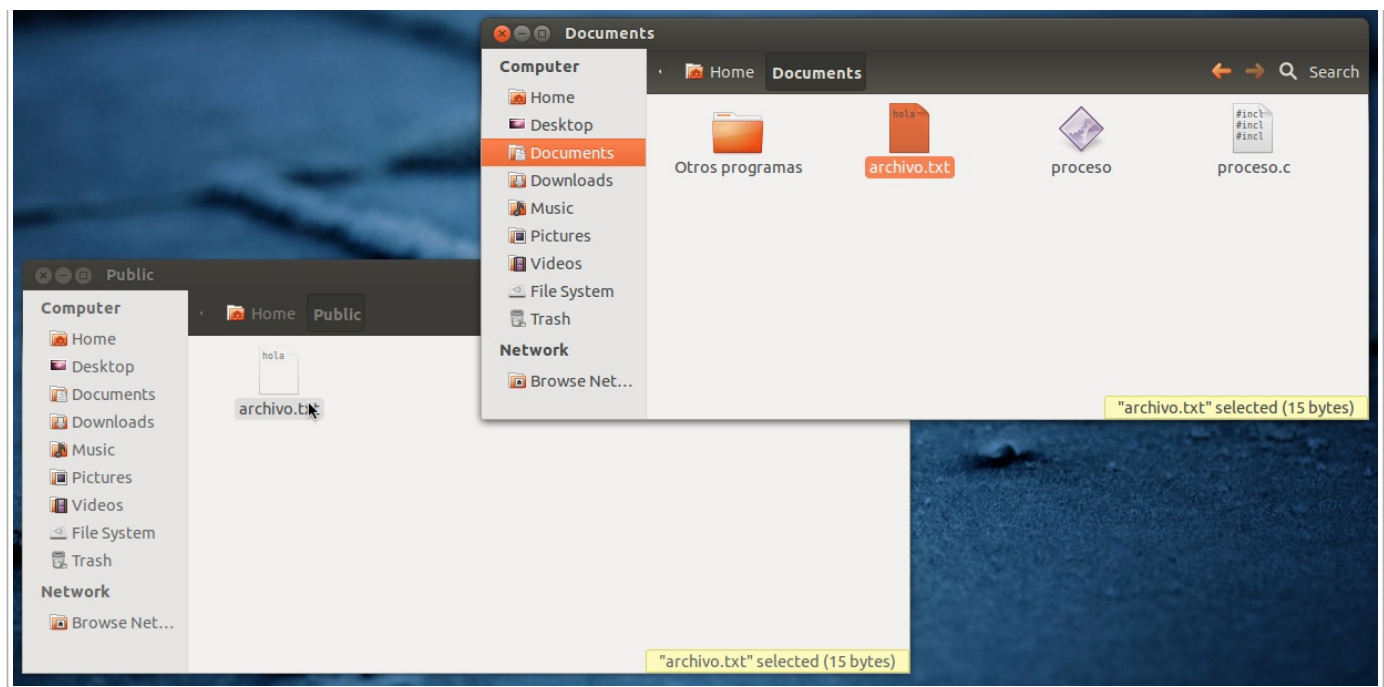 Documents
Computer
Home
Desktop
Documents
Downloads
Music
Pictures
Videos
File System
Trash
Network
Browse Net...
Home Documents
Search
Otros programas
hola
archivo.txt
proceso
#incl
#incl
#incl
proceso.c
"archivo.txt" selected (15 bytes)
Public
Computer
Home
Desktop
Documents
Downloads
Music
Pictures
Videos
File System
Trash
Network
Browse Net...
Home Public
hola
archivo.txt
"archivo.txt" selected (15 bytes)